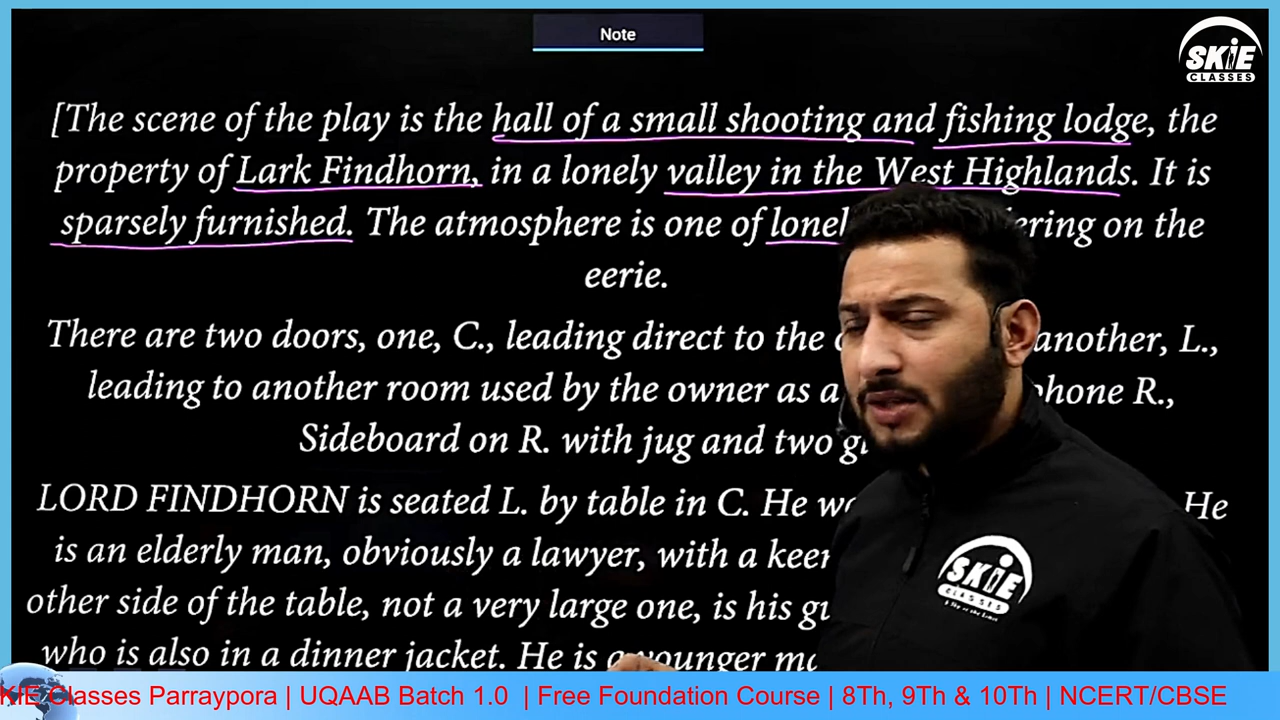 Note
SKiE
CLASSES
[The scene of the play is the hall of a small shooting and fishing lodge, the
property of Lark Findhorn, in a lonely valley in the West Highlands. It is
sparsely furnished. The atmosphere is one of on the
eerie.
There are two doors, one, C., leading direct to the another, L.,
leading to another room used by the owner as a R.,
Sideboard on R. with jug and two
LORD FINDHORN is seated L. by table in C. He He
is an elderly man, obviously a lawyer, with a
other side of the table, not a very large one, is his
who is also in a dinner jacket. He is a younger
SKiE
CLASSES
Classes Parraypora | UQAAB Batch 1.0 | Free Foundation Course | 8Th, 9Th & 10Th | NCERT/CBSE